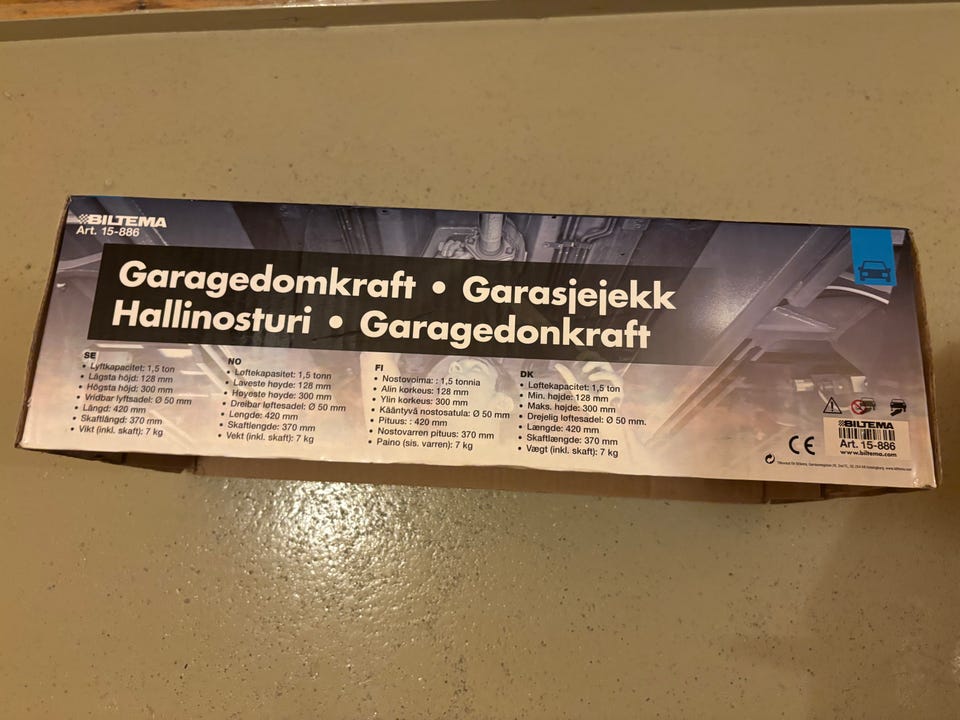 BILTEMA
Art. 15-886
Garagedomkraft • Garasjejekk
Hallinosturi • Garagedonkraft
SE
• Lyftkapacitet: 1,5 ton
• Lägsta höjd: 128 mm
• Högsta höjd: 300 mm
• Vridbar lyftsadel: Ø 50 mm
• Längd: 420 mm
• Skaftlängd: 370 mm
• Vikt (inkl. skaft): 7 kg
NO
• Løftekapasitet: 1,5 tonn
• Laveste høyde: 128 mm
• Høyeste høyde: 300 mm
• Dreibar løftesadel: Ø 50 mm
• Lengde: 420 mm
• Skaftlengde: 370 mm
• Vekt (inkl. skaft): 7 kg
FI
• Nostovoima: : 1,5 tonnia
• Alin korkeus: 128 mm
• Ylin korkeus: 300 mm
• Kääntyvä nostosatula: Ø 50 mm
• Pituus: : 420 mm
• Nostovarren pituus: 370 mm
• Paino (sis. varren): 7 kg
DK
• Løftekapacitet: 1,5 ton
• Min. højde: 128 mm
• Maks. højde: 300 mm
• Drejelig løftesadel: Ø 50 mm.
• Længde: 420 mm
• Skaftlængde: 370 mm
• Vægt (inkl. skaft): 7 kg
CE
BILTEMA
Art. 15-886
www.biltema.com